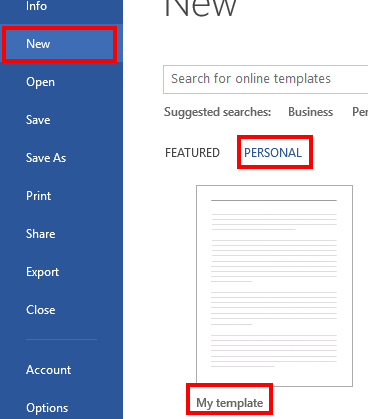 Info
New
Open
Save
Save As
Print
Share
Export
Close
Account
Options
New
Search for online templates
Suggested searches: Business
FEATURED PERSONAL
My template